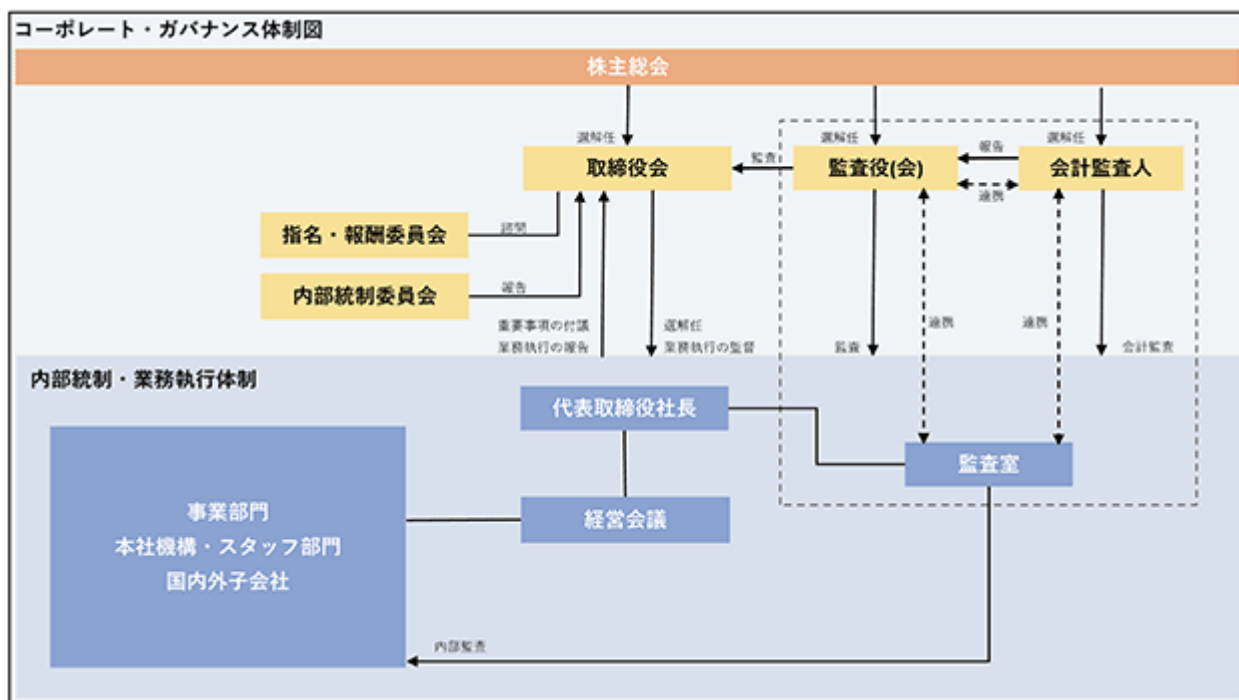 コーポレート・ガバナンス体制図
株主総会
選解任
選解任
選解任
取締役会
監査
監査役(会)
報告
連携
会計監査人
指名・報酬委員会
諮問
内部統制委員会
報告
重要事項の付議
業務執行の報告
選解任
業務執行の監督
監査
連携
連携
会計監査
内部統制・業務執行体制
代表取締役社長
監査室
経営会議
事業部門
本社機構・スタッフ部門
国内外子会社
内部監査